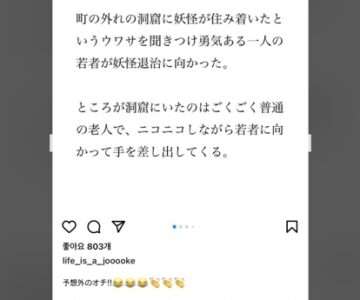 町の外れの洞窟に妖怪が住み着いたと
いうウワサを聞きつけ勇気ある一人の
若者が妖怪退治に向かった。
ところが洞窟にいたのはごくごく普通
の老人で、ニコニコしながら若者に向
かって手を差し出してくる。
좋아요 803개
life_is_a_jooooke
予想外のオチ!!😂😂😂👏👏👏